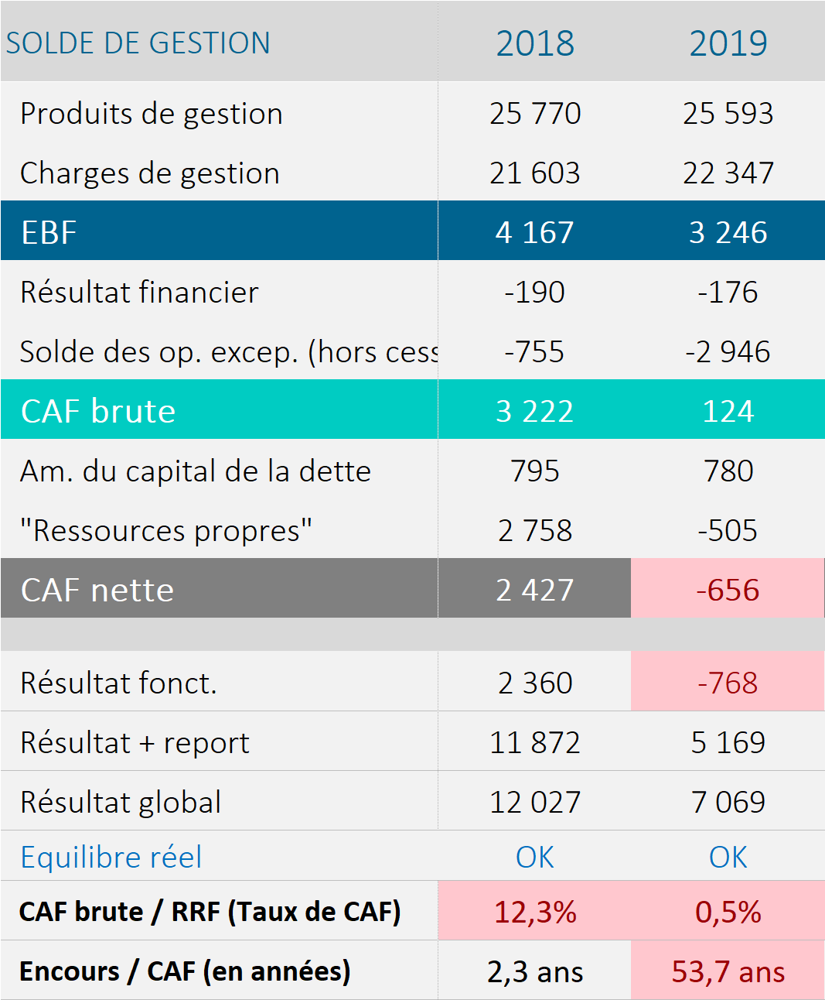 SOLDE DE GESTION 2018 2019
Produits de gestion 25 770 25 593
Charges de gestion 21 603 22 347
EBF 4 167 3 246
Résultat financier -190 -176
Solde des op. excep. (hors cess -755 -2 946
CAF brute 3 222 124
Am. du capital de la dette 795 780
"Ressources propres" 2 758 -505
CAF nette 2 427 -656
Résultat fonct. 2 360 -768
Résultat + report 11 872 5 169
Résultat global 12 027 7 069
Equilibre réel OK OK
CAF brute / RRF (Taux de CAF) 12,3% 0,5%
Encours / CAF (en années) 2,3 ans 53,7 ans